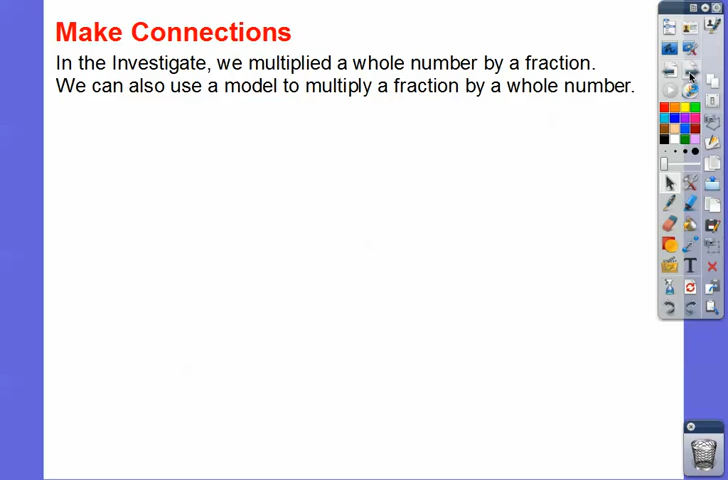 Make Connections
In the Investigate, we multiplied a whole number by a fraction.
We can also use a model to multiply a fraction by a whole number.
T